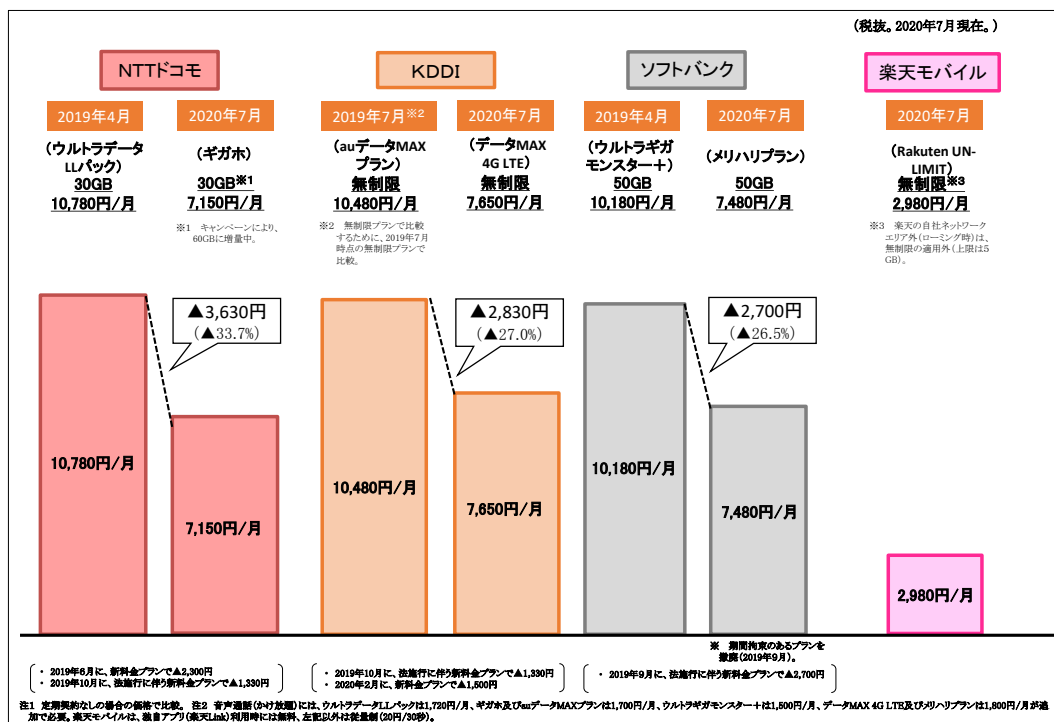 （税抜。2020年7月現在。）
NTTドコモ
KDDI
ソフトバンク
楽天モバイル
2019年4月
2020年7月
2019年7月※2
2020年7月
2019年4月
2020年7月
2020年7月
（ウルトラデータ
LLパック）
30GB
10,780円/月
（ギガホ）
30GB※1
7,150円/月
※1　キャンペーンにより、
60GBに増量中。
（auデータMAX
プラン）
無制限
10,480円/月
※2　無制限プランで比較
するために、2019年7月
時点の無制限プランで
比較。
（データMAX
4G LTE）
無制限
7,650円/月
（ウルトラギガ
モンスター＋）
50GB
10,180円/月
（メリハリプラン）
50GB
7,480円/月
（Rakuten UN-
LIMIT）
無制限※3
2,980円/月
※3　楽天の自社ネットワーク
エリア外（ローミング時）は、
無制限の適用外（上限は5
GB）。
▲3,630円
（▲33.7%）
▲2,830円
（▲27.0%）
▲2,700円
（▲26.5%）
10,780円/月
7,150円/月
10,480円/月
7,650円/月
10,180円/月
7,480円/月
2,980円/月
※　期間拘束のあるプランを
撤廃（2019年9月）。
・ 2019年6月に、新料金プランで▲2,300円
・ 2019年10月に、法施行に伴う新料金プランで▲1,330円
・ 2019年10月に、法施行に伴う新料金プランで▲1,330円
・ 2020年2月に、新料金プランで▲1,500円
・ 2019年9月に、法施行に伴う新料金プランで▲2,700円
注1　定期契約なしの場合の価格で比較。　注2　音声通話（かけ放題）には、ウルトラデータLLパックは1,720円/月、ギガホ及びauデータMAXプランは1,700円/月、ウルトラギガモンスター＋は1,500円/月、データMAX 4G LTE及びメリハリプランは1,800円/月が追
加で必要。楽天モバイルは、独自アプリ（楽天Link）利用時には無料、左記以外は従量制（20円/30秒）。